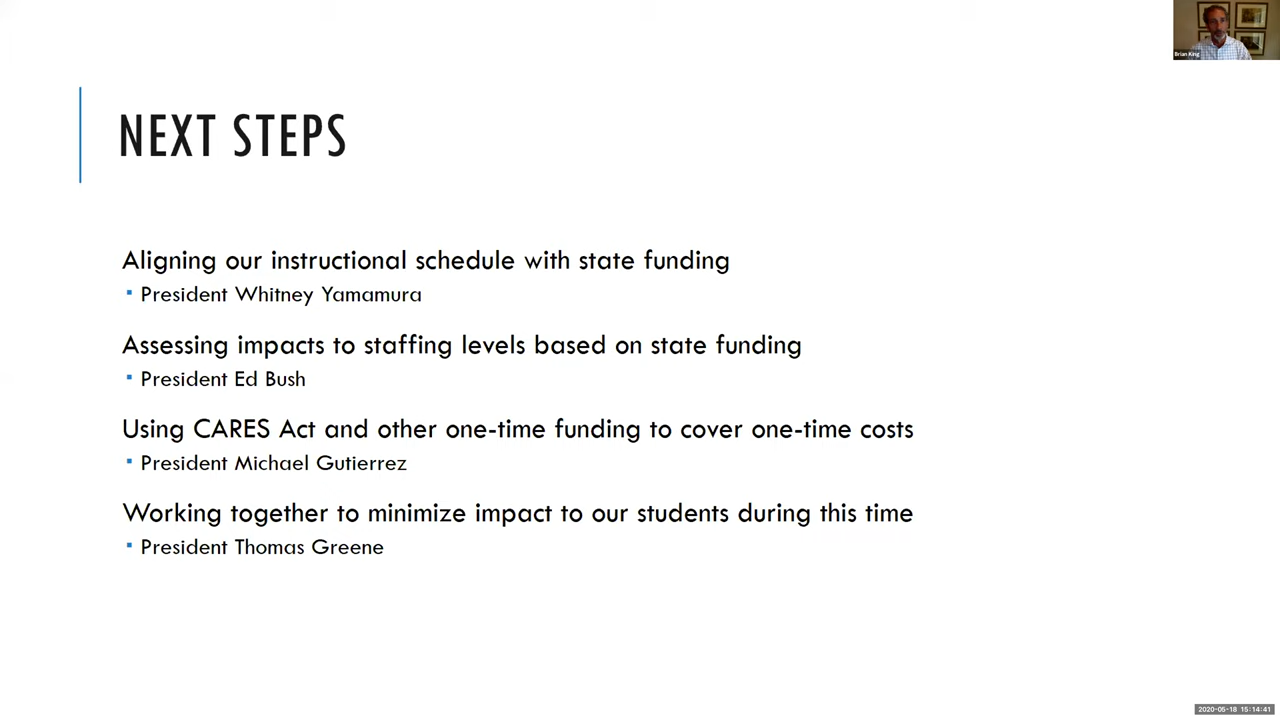 Brian King
NEXT STEPS
Aligning our instructional schedule with state funding
▪ President Whitney Yamamura
Assessing impacts to staffing levels based on state funding
▪ President Ed Bush
Using CARES Act and other one-time funding to cover one-time costs
▪ President Michael Gutierrez
Working together to minimize impact to our students during this time
▪ President Thomas Greene
2020-05-18 15:14:41